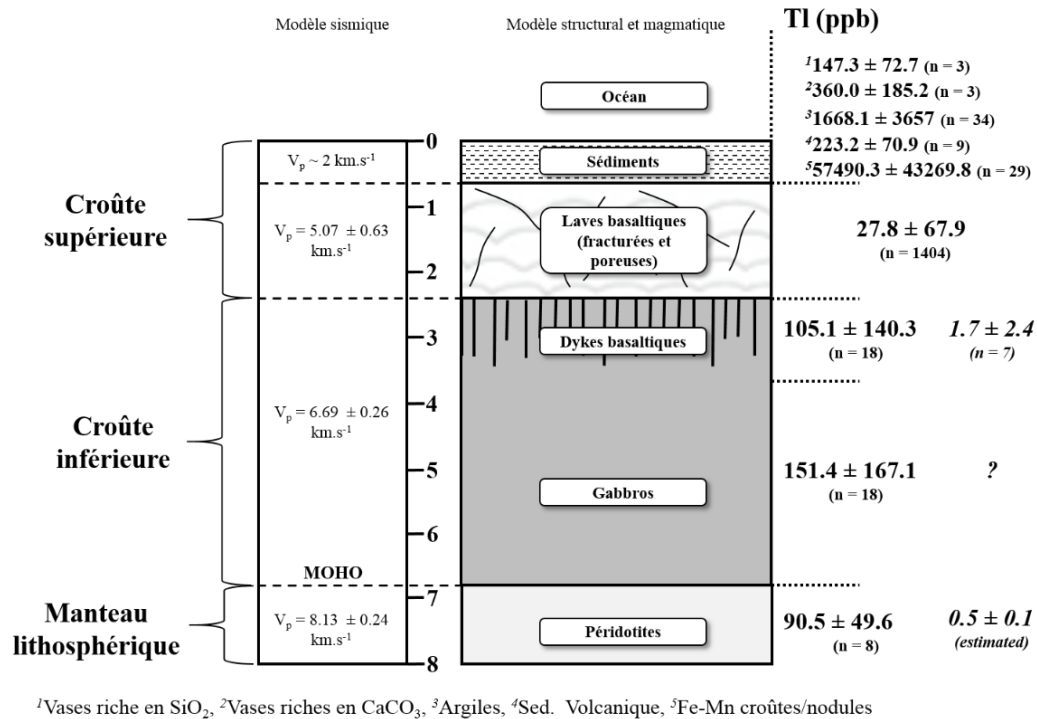 Modèle sismique
Modèle structural et magmatique
Tl (ppb)
¹147.3 ± 72.7 (n = 3)
²360.0 ± 185.2 (n = 3)
³1668.1 ± 3657 (n = 34)
⁴223.2 ± 70.9 (n = 9)
⁵57490.3 ± 43269.8 (n = 29)
Océan
0
Vp ~ 2 km.s⁻¹
Sédiments
Croûte
supérieure
1
Vp = 5.07 ± 0.63
km.s⁻¹
2
Laves basaltiques
(fracturées et
poreuses)
27.8 ± 67.9
(n = 1404)
3
Dykes basaltiques
105.1 ± 140.3
(n = 18)
1.7 ± 2.4
(n = 7)
Croûte
inférieure
4
Vp = 6.69 ± 0.26
km.s⁻¹
5
Gabbros
151.4 ± 167.1
(n = 18)
?
6
MOHO
7
Manteau
lithosphérique
Vp = 8.13 ± 0.24
km.s⁻¹
Péridotites
90.5 ± 49.6
(n = 8)
0.5 ± 0.1
(estimated)
8
¹Vases riche en SiO₂, ²Vases riches en CaCO₃, ³Argiles, ⁴Sed. Volcanique, ⁵Fe-Mn croûtes/nodules